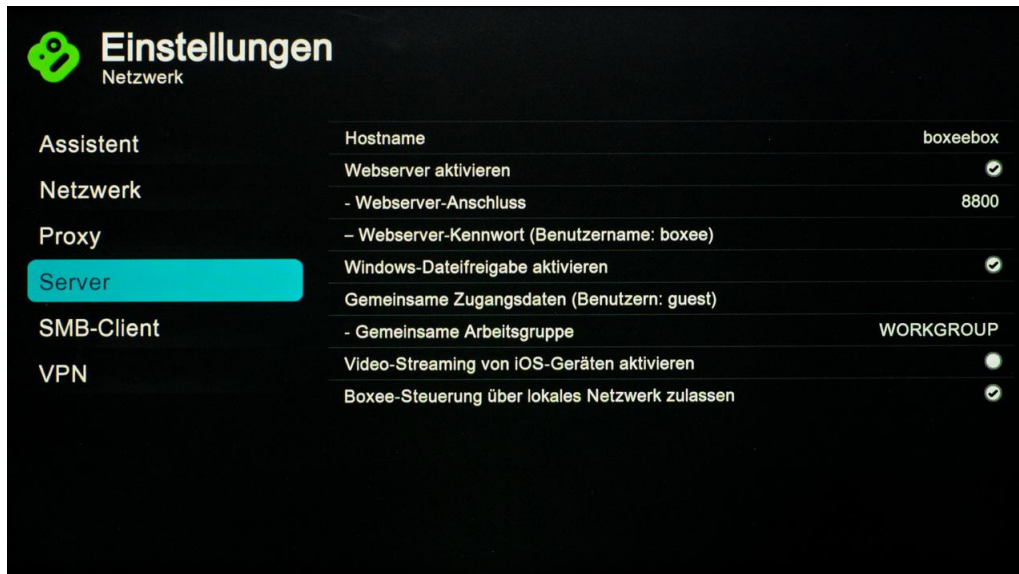 Einstellungen
Netzwerk
Assistent
Netzwerk
Proxy
Server
SMB-Client
VPN
Hostname boxeebox
Webserver aktivieren
- Webserver-Anschluss 8800
– Webserver-Kennwort (Benutzername: boxee)
Windows-Dateifreigabe aktivieren
Gemeinsame Zugangsdaten (Benutzern: guest)
- Gemeinsame Arbeitsgruppe WORKGROUP
Video-Streaming von iOS-Geräten aktivieren
Boxee-Steuerung über lokales Netzwerk zulassen